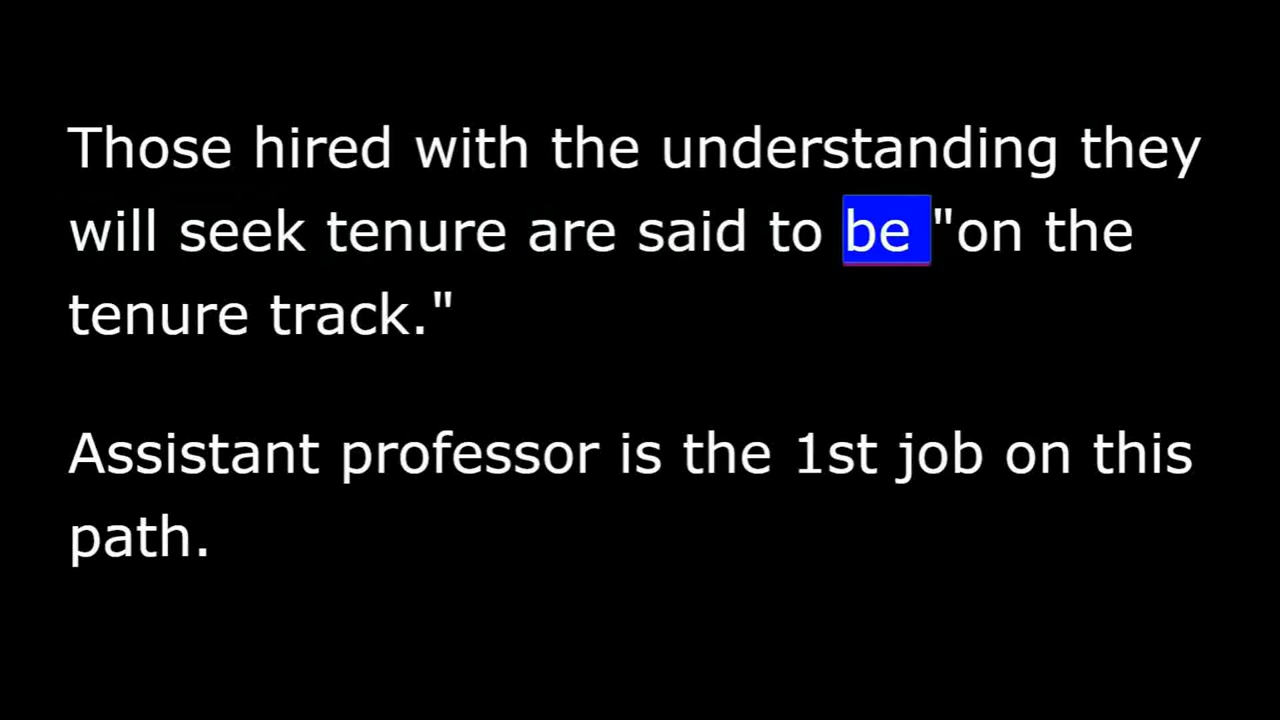 Those hired with the understanding they
will seek tenure are said to be "on the
tenure track."
Assistant professor is the 1st job on this
path.